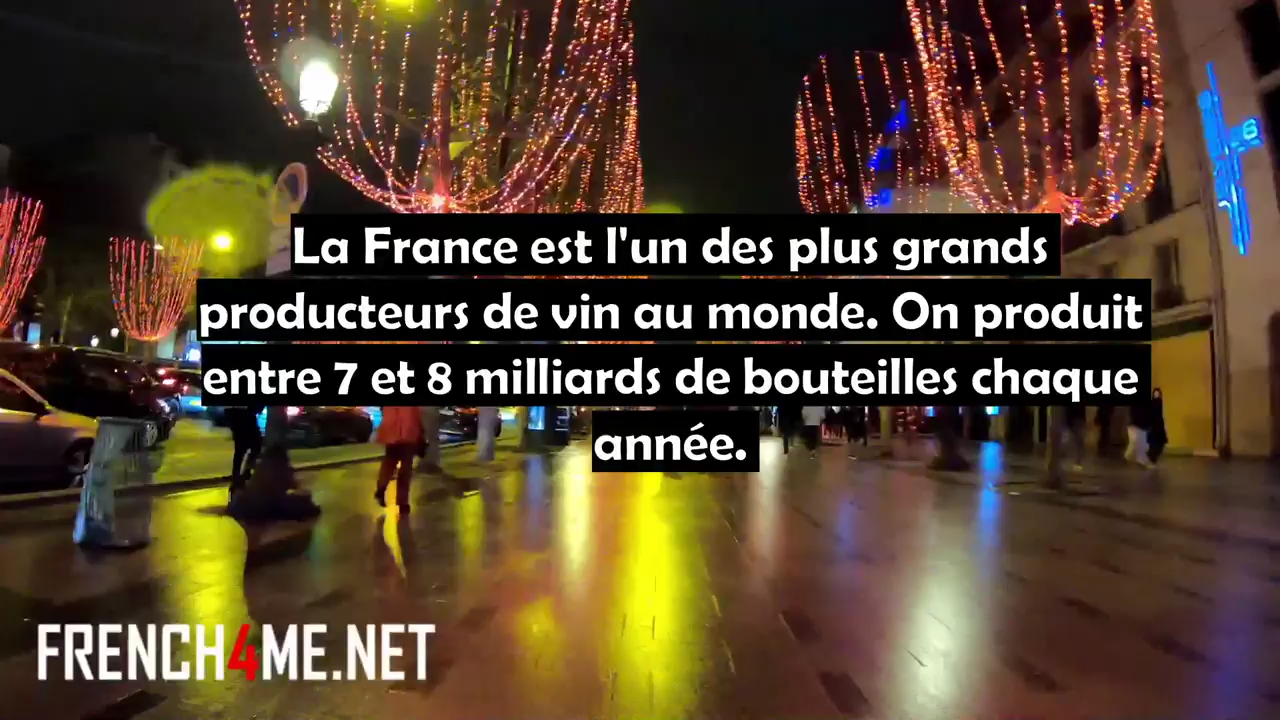 La France est l'un des plus grands
producteurs de vin au monde. On produit
entre 7 et 8 milliards de bouteilles chaque
année.
FRENCH4ME.NET